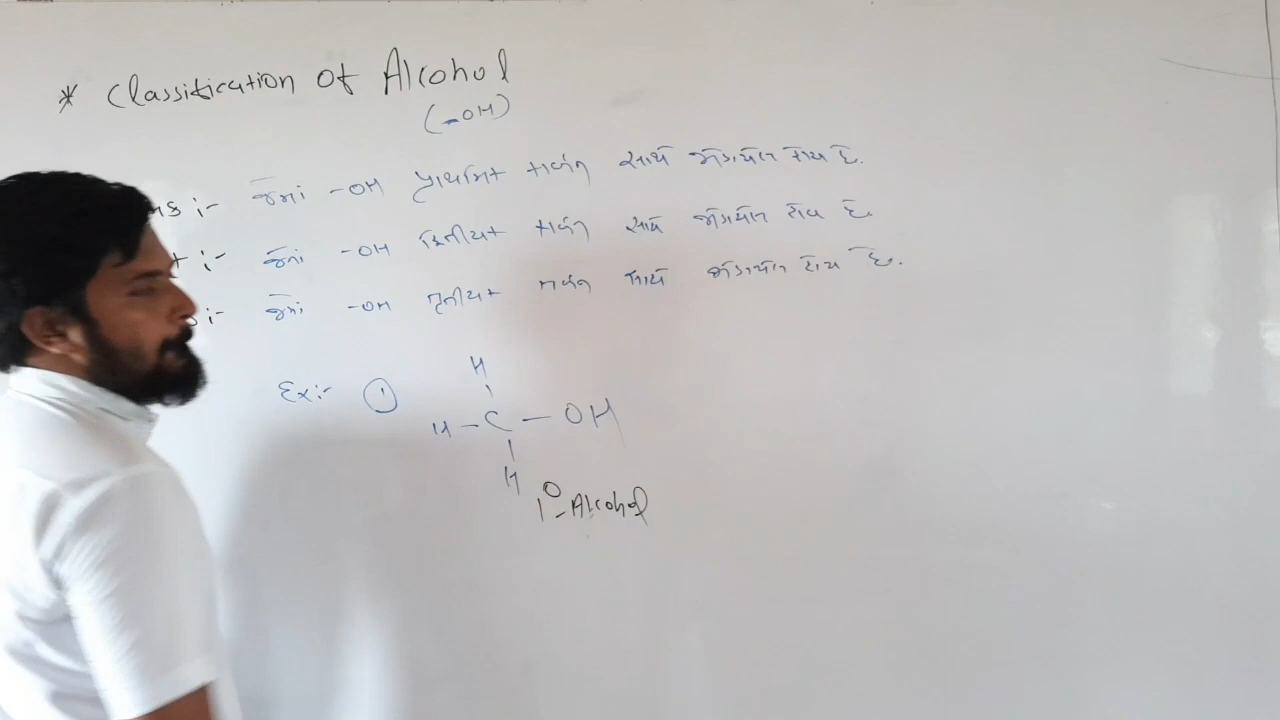 * Classification of Alcohol
(-OH)
:- જેમાં -OH પ્રાથમિક કાર્બન સાથે જોડાયેલ હોય છે.
:- જેમાં -OH દ્વિતીયક કાર્બન સાથે જોડાયેલ હોય છે.
:- જેમાં -OH તૃતીયક કાર્બન સાથે જોડાયેલ હોય છે.
Ex:- ①
H
H - C - OH
H
1°-Alcohol